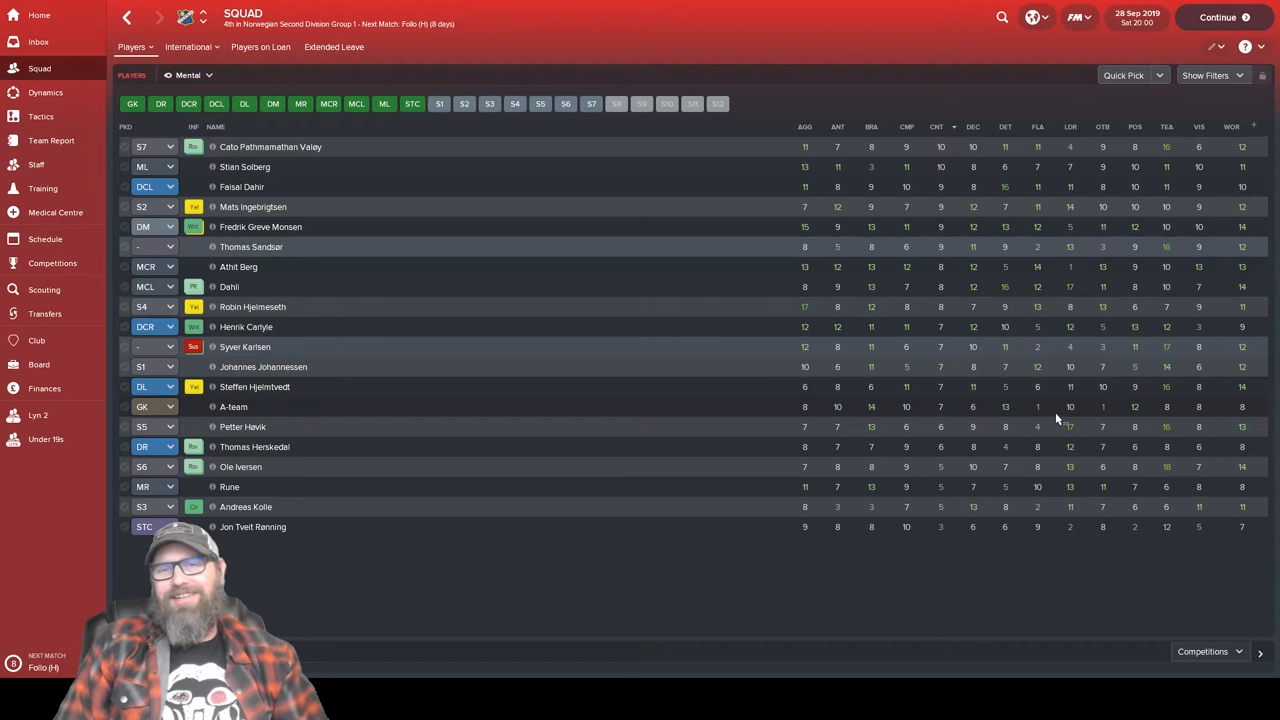 Home
Inbox
Squad
Dynamics
Tactics
Team Report
Staff
Training
Medical Centre
Schedule
Competitions
Scouting
Transfers
Club
Board
Finances
Lyn 2
Under 19s
8 NEXT MATCH
Follo (H)
SQUAD
4th in Norwegian Second Division Group 1 - Next Match: Follo (H) (8 days)
FM
28 Sep 2019
Sat 20:00
Continue
Players International Players on Loan Extended Leave
PLAYERS Mental Quick Pick Show Filters
GK DR DCR DCL DL DM MR MCR MCL ML STC S1 S2 S3 S4 S5 S6 S7 S8 S9 S10 S11 S12
PKD INF NAME AGG ANT BRA CMP CNT DEC DET FLA LDR OTB POS TEA VIS WOR
S7 Rsv Cato Pathmamathan Valøy 11 7 8 9 10 10 11 11 4 9 8 16 6 12
ML Stian Solberg 13 11 3 11 10 8 6 7 7 9 10 11 10 11
DCL Faisal Dahir 11 8 9 10 9 8 16 11 11 8 10 11 9 10
S2 Yel Mats Ingebrigtsen 7 12 9 7 9 12 7 11 14 10 10 10 9 12
DM Wnt Fredrik Greve Monsen 15 9 13 11 9 12 13 12 5 11 12 10 10 14
- Thomas Sandsør 8 5 8 6 9 11 9 2 13 3 9 16 9 12
MCR Athit Berg 13 12 13 12 8 12 5 14 1 13 9 10 13 13
MCL PR Dahli 8 9 13 7 8 12 16 12 17 11 8 10 7 14
S4 Yel Robin Hjelmeseth 17 8 12 8 8 7 9 13 8 13 6 7 9 11
DCR Wnt Henrik Carlyle 12 12 11 11 7 12 10 5 12 5 13 12 3 9
- Sus Syver Karlsen 12 8 11 6 7 10 11 2 4 3 11 17 8 12
S1 Johannes Johannessen 10 6 11 5 7 8 7 12 10 7 5 14 6 12
DL Yel Steffen Hjelmtvedt 6 8 6 11 7 11 5 6 11 10 9 16 8 14
GK A-team 8 10 14 10 7 6 13 1 10 1 12 8 8 8
S5 Petter Høvik 7 7 13 6 6 9 8 4 17 7 8 16 8 13
DR Rsv Thomas Herskedal 8 7 7 9 6 8 4 8 12 7 6 8 6 8
S6 Rsv Ole Iversen 7 8 8 9 5 10 7 8 13 6 8 18 7 14
MR Rune 11 7 13 9 5 7 5 10 13 11 7 6 8 8
S3 Andreas Kolle 8 3 3 7 5 13 8 2 11 7 6 6 11 11
STC Jon Tveit Rønning 9 8 8 10 3 6 6 9 2 8 2 12 5 7
Competitions